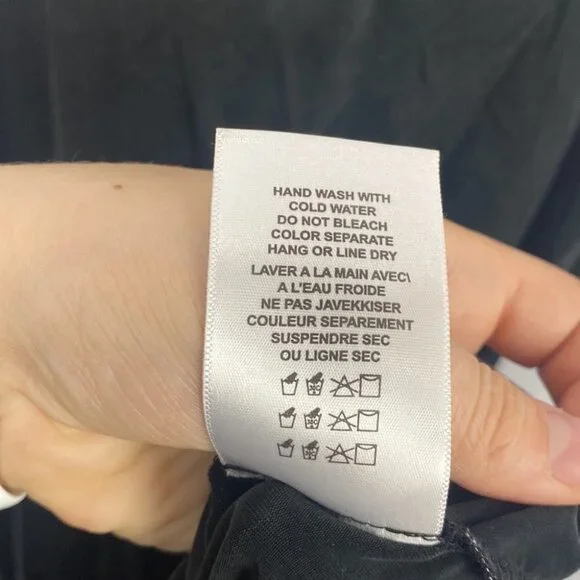 HAND WASH WITH
COLD WATER
DO NOT BLEACH
COLOR SEPARATE
HANG OR LINE DRY
LAVER A LA MAIN AVEC\
A L'EAU FROIDE
NE PAS JAVEKKISER
COULEUR SEPAREMENT
SUSPENDRE SEC
OU LIGNE SEC